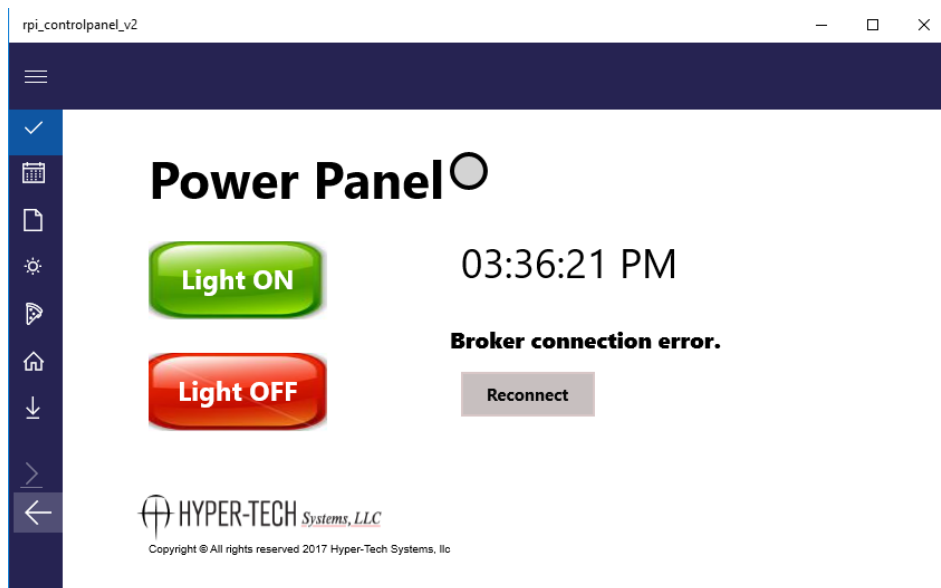 rpi_controlpanel_v2
Power Panel
Light ON
03:36:21 PM
Broker connection error.
Light OFF
Reconnect
HYPER-TECH Systems, LLC
Copyright © All rights reserved 2017 Hyper-Tech Systems, llc